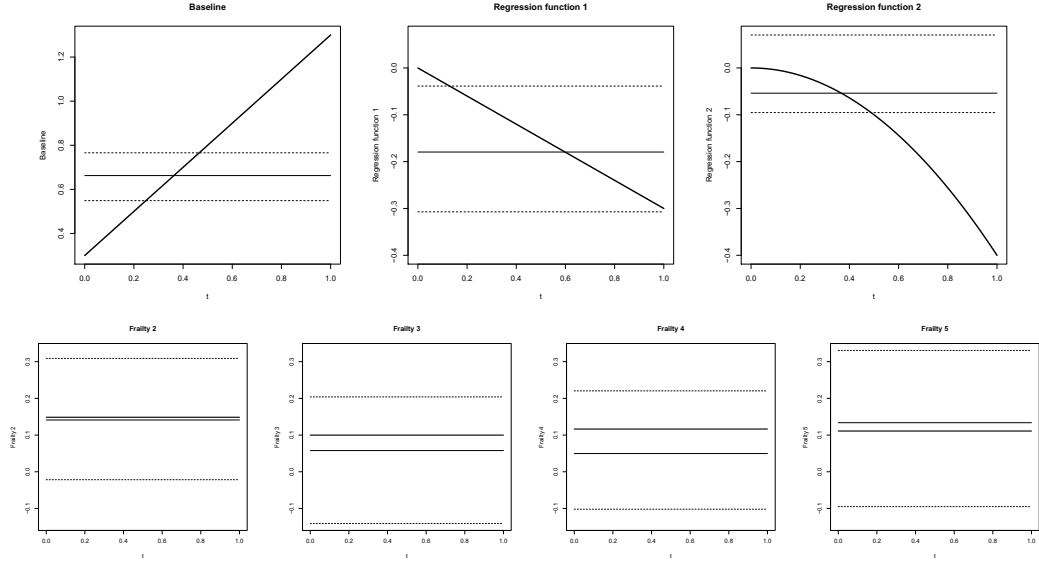 Baseline
Regression function 1
Regression function 2
Baseline
0.4 0.6 0.8 1.0 1.2
0.0 0.2 0.4 0.6 0.8 1.0
t
Regression function 1
−0.4 −0.3 −0.2 −0.1 0.0
0.0 0.2 0.4 0.6 0.8 1.0
t
Regression function 2
−0.4 −0.3 −0.2 −0.1 0.0
0.0 0.2 0.4 0.6 0.8 1.0
t
Frailty 2
Frailty 3
Frailty 4
Frailty 5
Frailty 2
−0.1 0.0 0.1 0.2 0.3
0.0 0.2 0.4 0.6 0.8 1.0
t
Frailty 3
−0.1 0.0 0.1 0.2 0.3
0.0 0.2 0.4 0.6 0.8 1.0
t
Frailty 4
−0.1 0.0 0.1 0.2 0.3
0.0 0.2 0.4 0.6 0.8 1.0
t
Frailty 5
−0.1 0.0 0.1 0.2 0.3
0.0 0.2 0.4 0.6 0.8 1.0
t